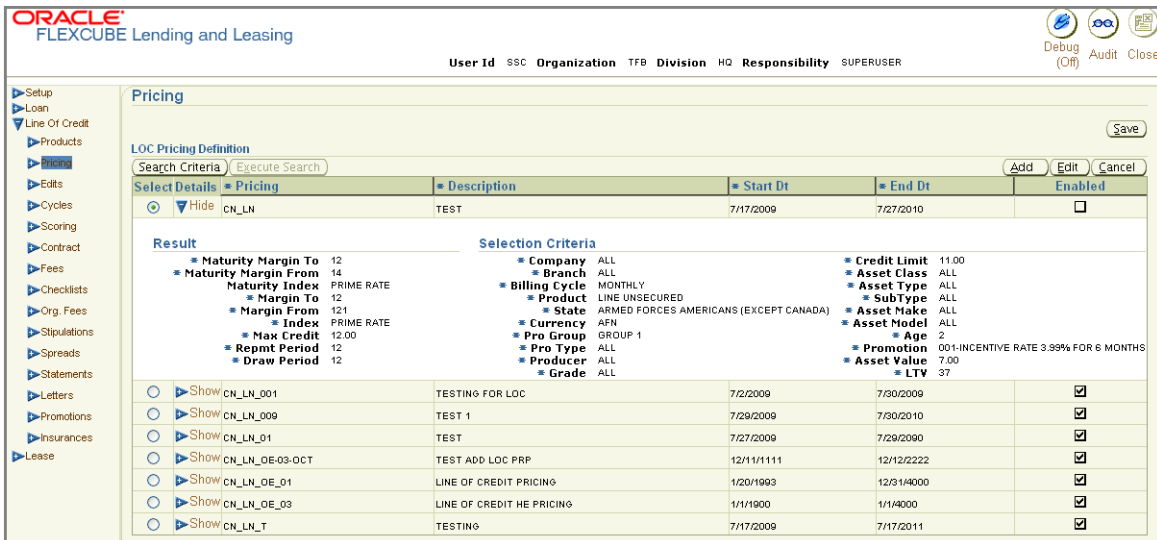 ORACLE
FLEXCUBE Lending and Leasing
Debug (Off) Audit Close
User Id SSC Organization TFB Division HQ Responsibility SUPERUSER
Setup
Loan
Line Of Credit
Products
Pricing
Edits
Cycles
Scoring
Contract
Fees
Checklists
Org. Fees
Stipulations
Spreads
Statements
Letters
Promotions
Insurances
Lease
Pricing
Save
LOC Pricing Definition
Search Criteria Execute Search Add Edit Cancel
Select Details * Pricing * Description * Start Dt * End Dt Enabled
Hide CN_LN TEST 7/17/2009 7/27/2010
Result
* Maturity Margin To 12
* Maturity Margin From 14
Maturity Index PRIME RATE
* Margin To 12
* Margin From 121
* Index PRIME RATE
* Max Credit 12.00
* Repmt Period 12
* Draw Period 12
Selection Criteria
* Company ALL
* Branch ALL
* Billing Cycle MONTHLY
* Product LINE UNSECURED
* State ARMED FORCES AMERICANS (EXCEPT CANADA)
* Currency AFN
* Pro Group GROUP 1
* Pro Type ALL
* Producer ALL
* Grade ALL
* Credit Limit 11.00
* Asset Class ALL
* Asset Type ALL
* SubType ALL
* Asset Make ALL
* Asset Model ALL
* Age 2
* Promotion 001-INCENTIVE RATE 3.99% FOR 6 MONTHS
* Asset Value 7.00
* LTV 37
Show CN_LN_001 TESTING FOR LOC 7/2/2009 7/30/2009
Show CN_LN_009 TEST 1 7/29/2009 7/30/2010
Show CN_LN_01 TEST 7/27/2009 7/29/2090
Show CN_LN_OE-03-OCT TEST ADD LOC PRP 12/11/1111 12/12/2222
Show CN_LN_OE_01 LINE OF CREDIT PRICING 1/20/1993 12/31/4000
Show CN_LN_OE_03 LINE OF CREDIT HE PRICING 1/1/1900 1/1/4000
Show CN_LN_T TESTING 7/17/2009 7/17/2011